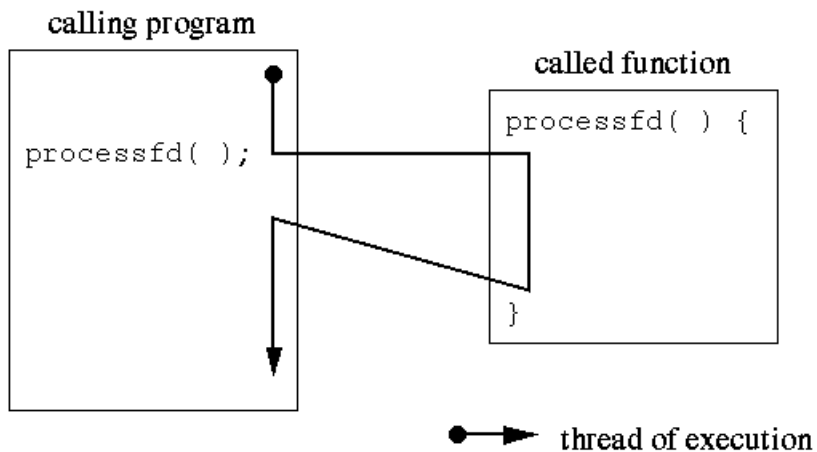 calling program
processfd( );
called function
processfd( ) {
}
thread of execution